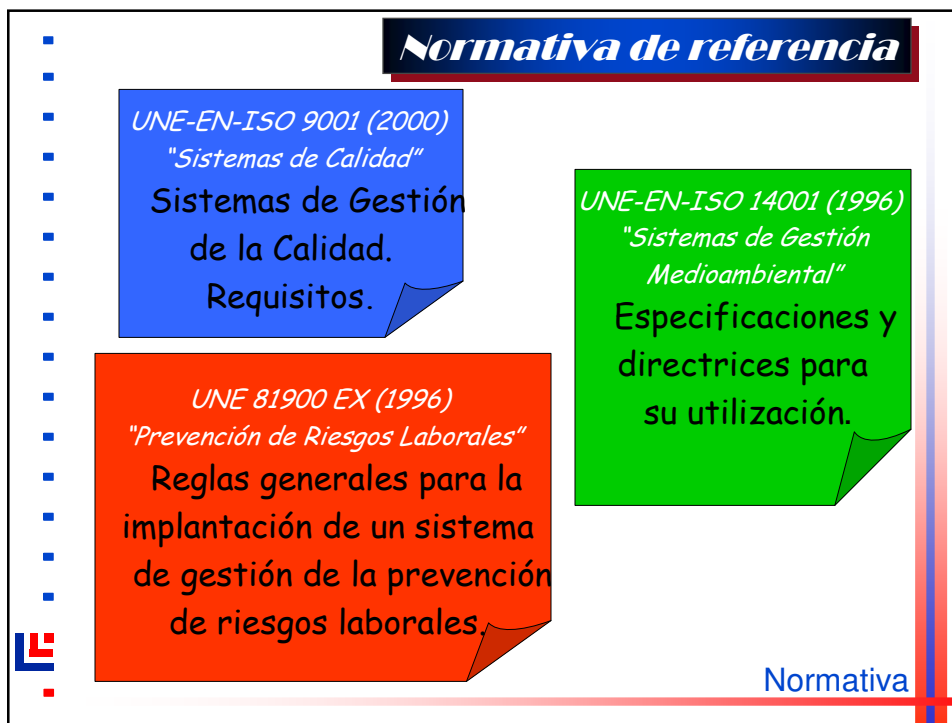 Normativa de referencia
UNE-EN-ISO 9001 (2000)
"Sistemas de Calidad"
Sistemas de Gestión
de la Calidad.
Requisitos.
UNE-EN-ISO 14001 (1996)
"Sistemas de Gestión
Medioambiental"
Especificaciones y
directrices para
su utilización.
UNE 81900 EX (1996)
"Prevención de Riesgos Laborales"
Reglas generales para la
implantación de un sistema
de gestión de la prevención
de riesgos laborales.
Normativa